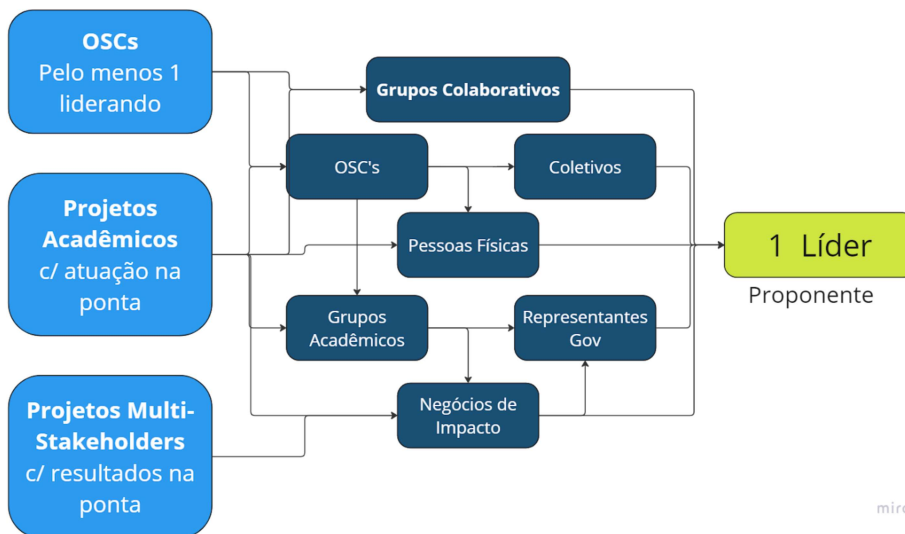 OSCs
Pelo menos 1
liderando
Projetos
Acadêmicos
c/ atuação na
ponta
Projetos Multi-
Stakeholders
c/ resultados na
ponta
Grupos Colaborativos
OSC's
Coletivos
Pessoas Físicas
Grupos
Acadêmicos
Representantes
Gov
Negócios de
Impacto
1 Líder
Proponente
miro